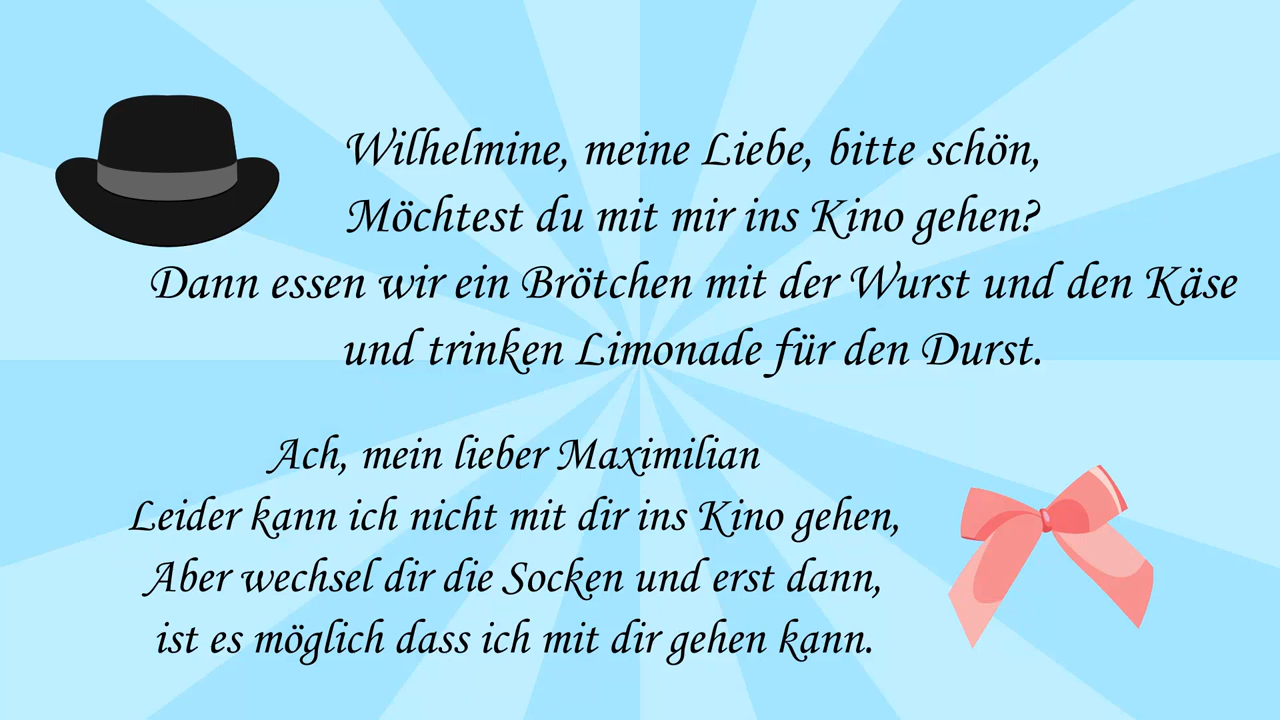 Wilhelmine, meine Liebe, bitte schön,
Möchtest du mit mir ins Kino gehen?
Dann essen wir ein Brötchen mit der Wurst und den Käse
und trinken Limonade für den Durst.
Ach, mein lieber Maximilian
Leider kann ich nicht mit dir ins Kino gehen,
Aber wechsel dir die Socken und erst dann,
ist es möglich dass ich mit dir gehen kann.